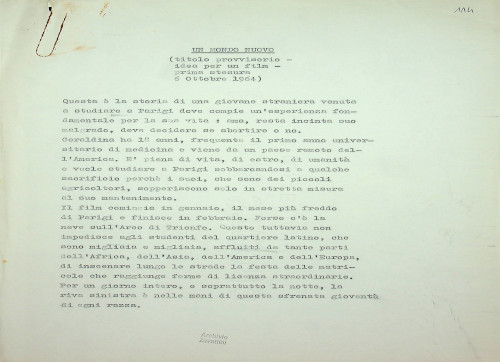 114
UN MONDO NUOVO
(titolo provvisorio -
idea per un film -
prima stesura
6 Ottobre 1964)
Questa è la storia di una giovane straniera venuta
a studiare a Parigi dove compie un'esperienza fon-
damentale per la sua vita : ama, resta incinta suo
malgrado, deve decidere se abortire o no.
Geraldina ha 18 anni, frequenta il primo anno univer-
sitario di medicina e viene da un paese remoto del-
l'America. E' piena di vita, di estro, di umanità
e vuole studiare a Parigi sobbarcandosi a qualche
sacrificio perchè i suoi, che sono dei piccoli
agricoltori, sopperiscono solo in stretta misura
al suo mantenimento.
Il film comincia in gennaio, il mese più freddo
di Parigi e finisce in febbraio. Forse c'è la
neve sull'Arco di Trionfo. Questo tuttavia non
impedisce agli studenti del quartiere latino, che
sono migliaia e migliaia, affluiti da tante parti
dell'Africa, dell'Asia, dell'America e dell'Europa,
di inscenare lungo le strade la festa delle matri-
cole che raggiunge forme di licenza straordinarie.
Per un giorno intero, e soprattutto la notte, la
riva sinistra è nelle mani di questa sfrenata gioventù
di ogni razza.
Archivio
Zavattini